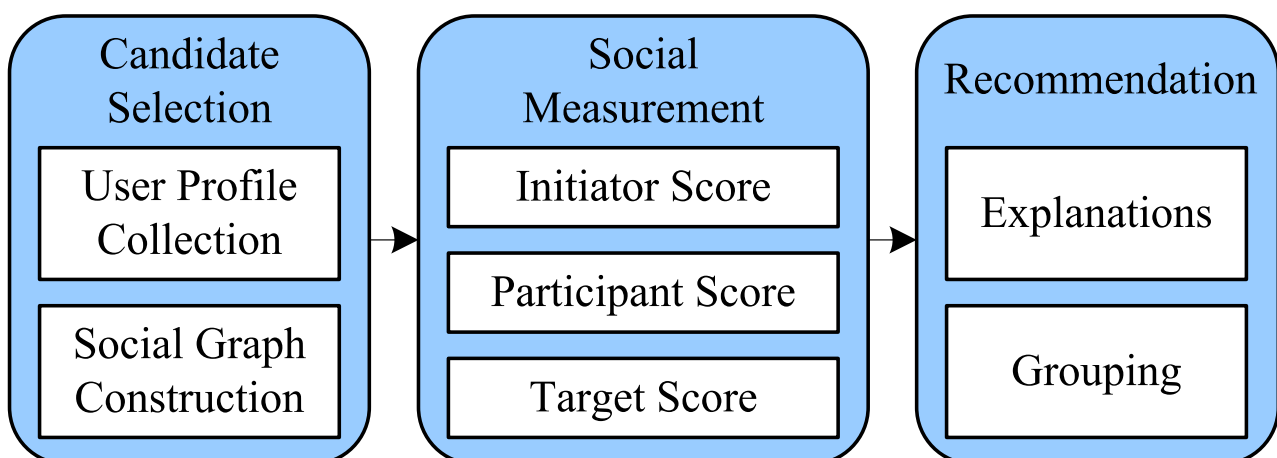 Candidate
Selection
User Profile
Collection
Social Graph
Construction
Social
Measurement
Initiator Score
Participant Score
Target Score
Recommendation
Explanations
Grouping